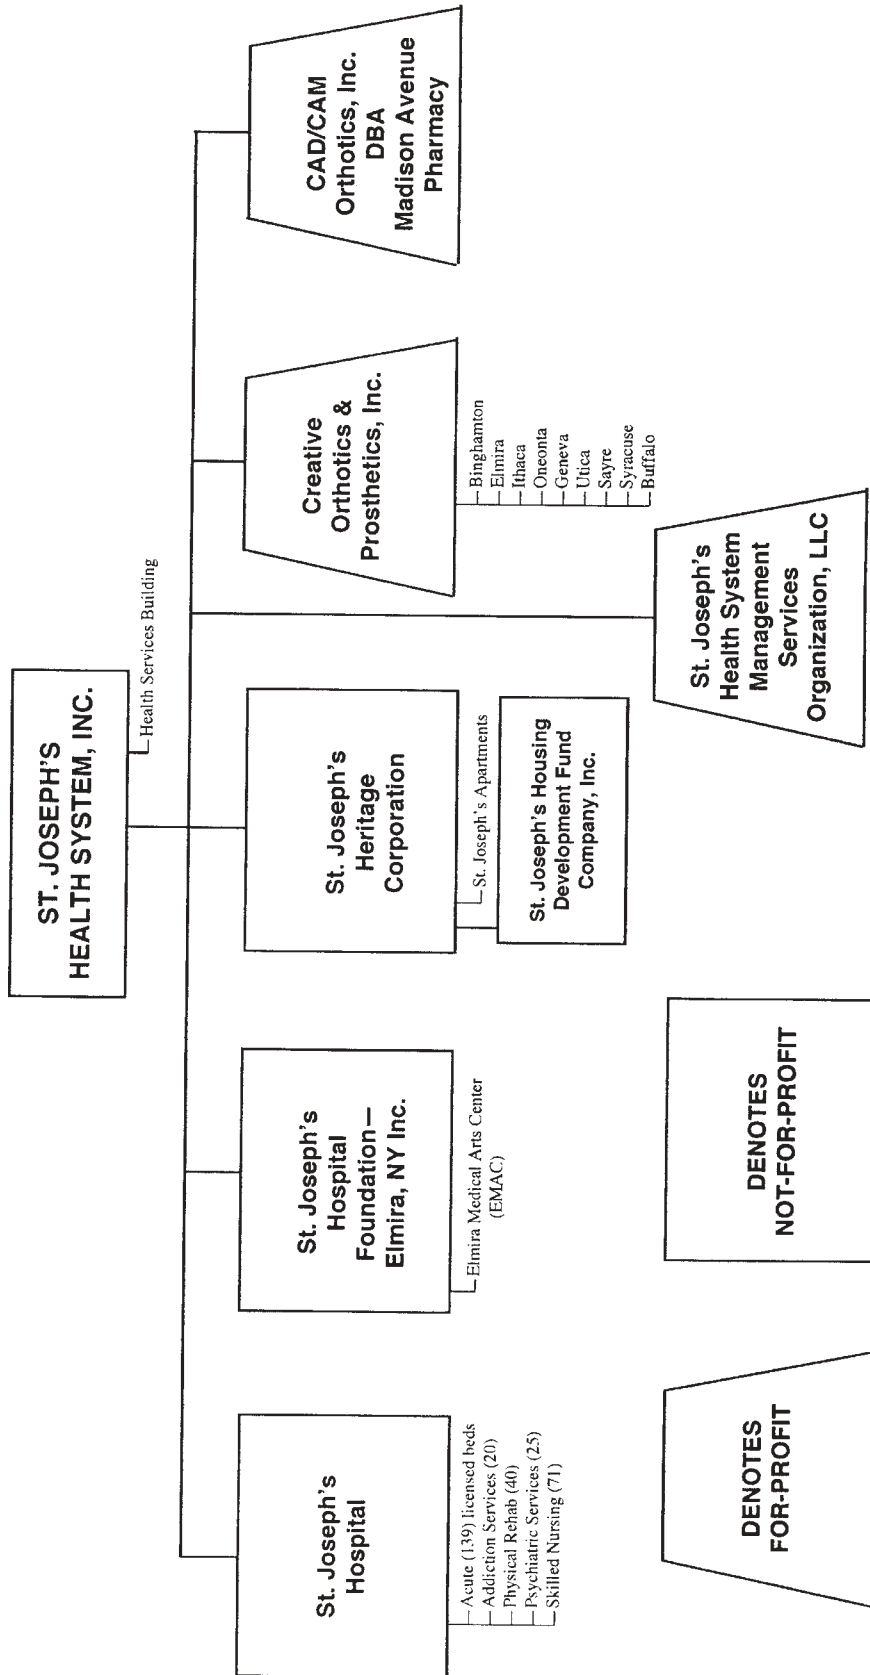 ST. JOSEPH'S
HEALTH SYSTEM, INC.
Health Services Building
St. Joseph's
Hospital
Acute (139) licensed beds
Addiction Services (20)
Physical Rehab (40)
Psychiatric Services (25)
Skilled Nursing (71)
St. Joseph's
Hospital
Foundation—
Elmira, NY Inc.
Elmira Medical Arts Center
(EMAC)
St. Joseph's
Heritage
Corporation
St. Joseph's Apartments
St. Joseph's Housing
Development Fund
Company, Inc.
Creative
Orthotics &
Prosthetics, Inc.
Binghamton
Elmira
Ithaca
Oneonta
Geneva
Utica
Sayre
Syracuse
Buffalo
CAD/CAM
Orthotics, Inc.
DBA
Madison Avenue
Pharmacy
St. Joseph's
Health System
Management
Services
Organization, LLC
DENOTES
FOR-PROFIT
DENOTES
NOT-FOR-PROFIT